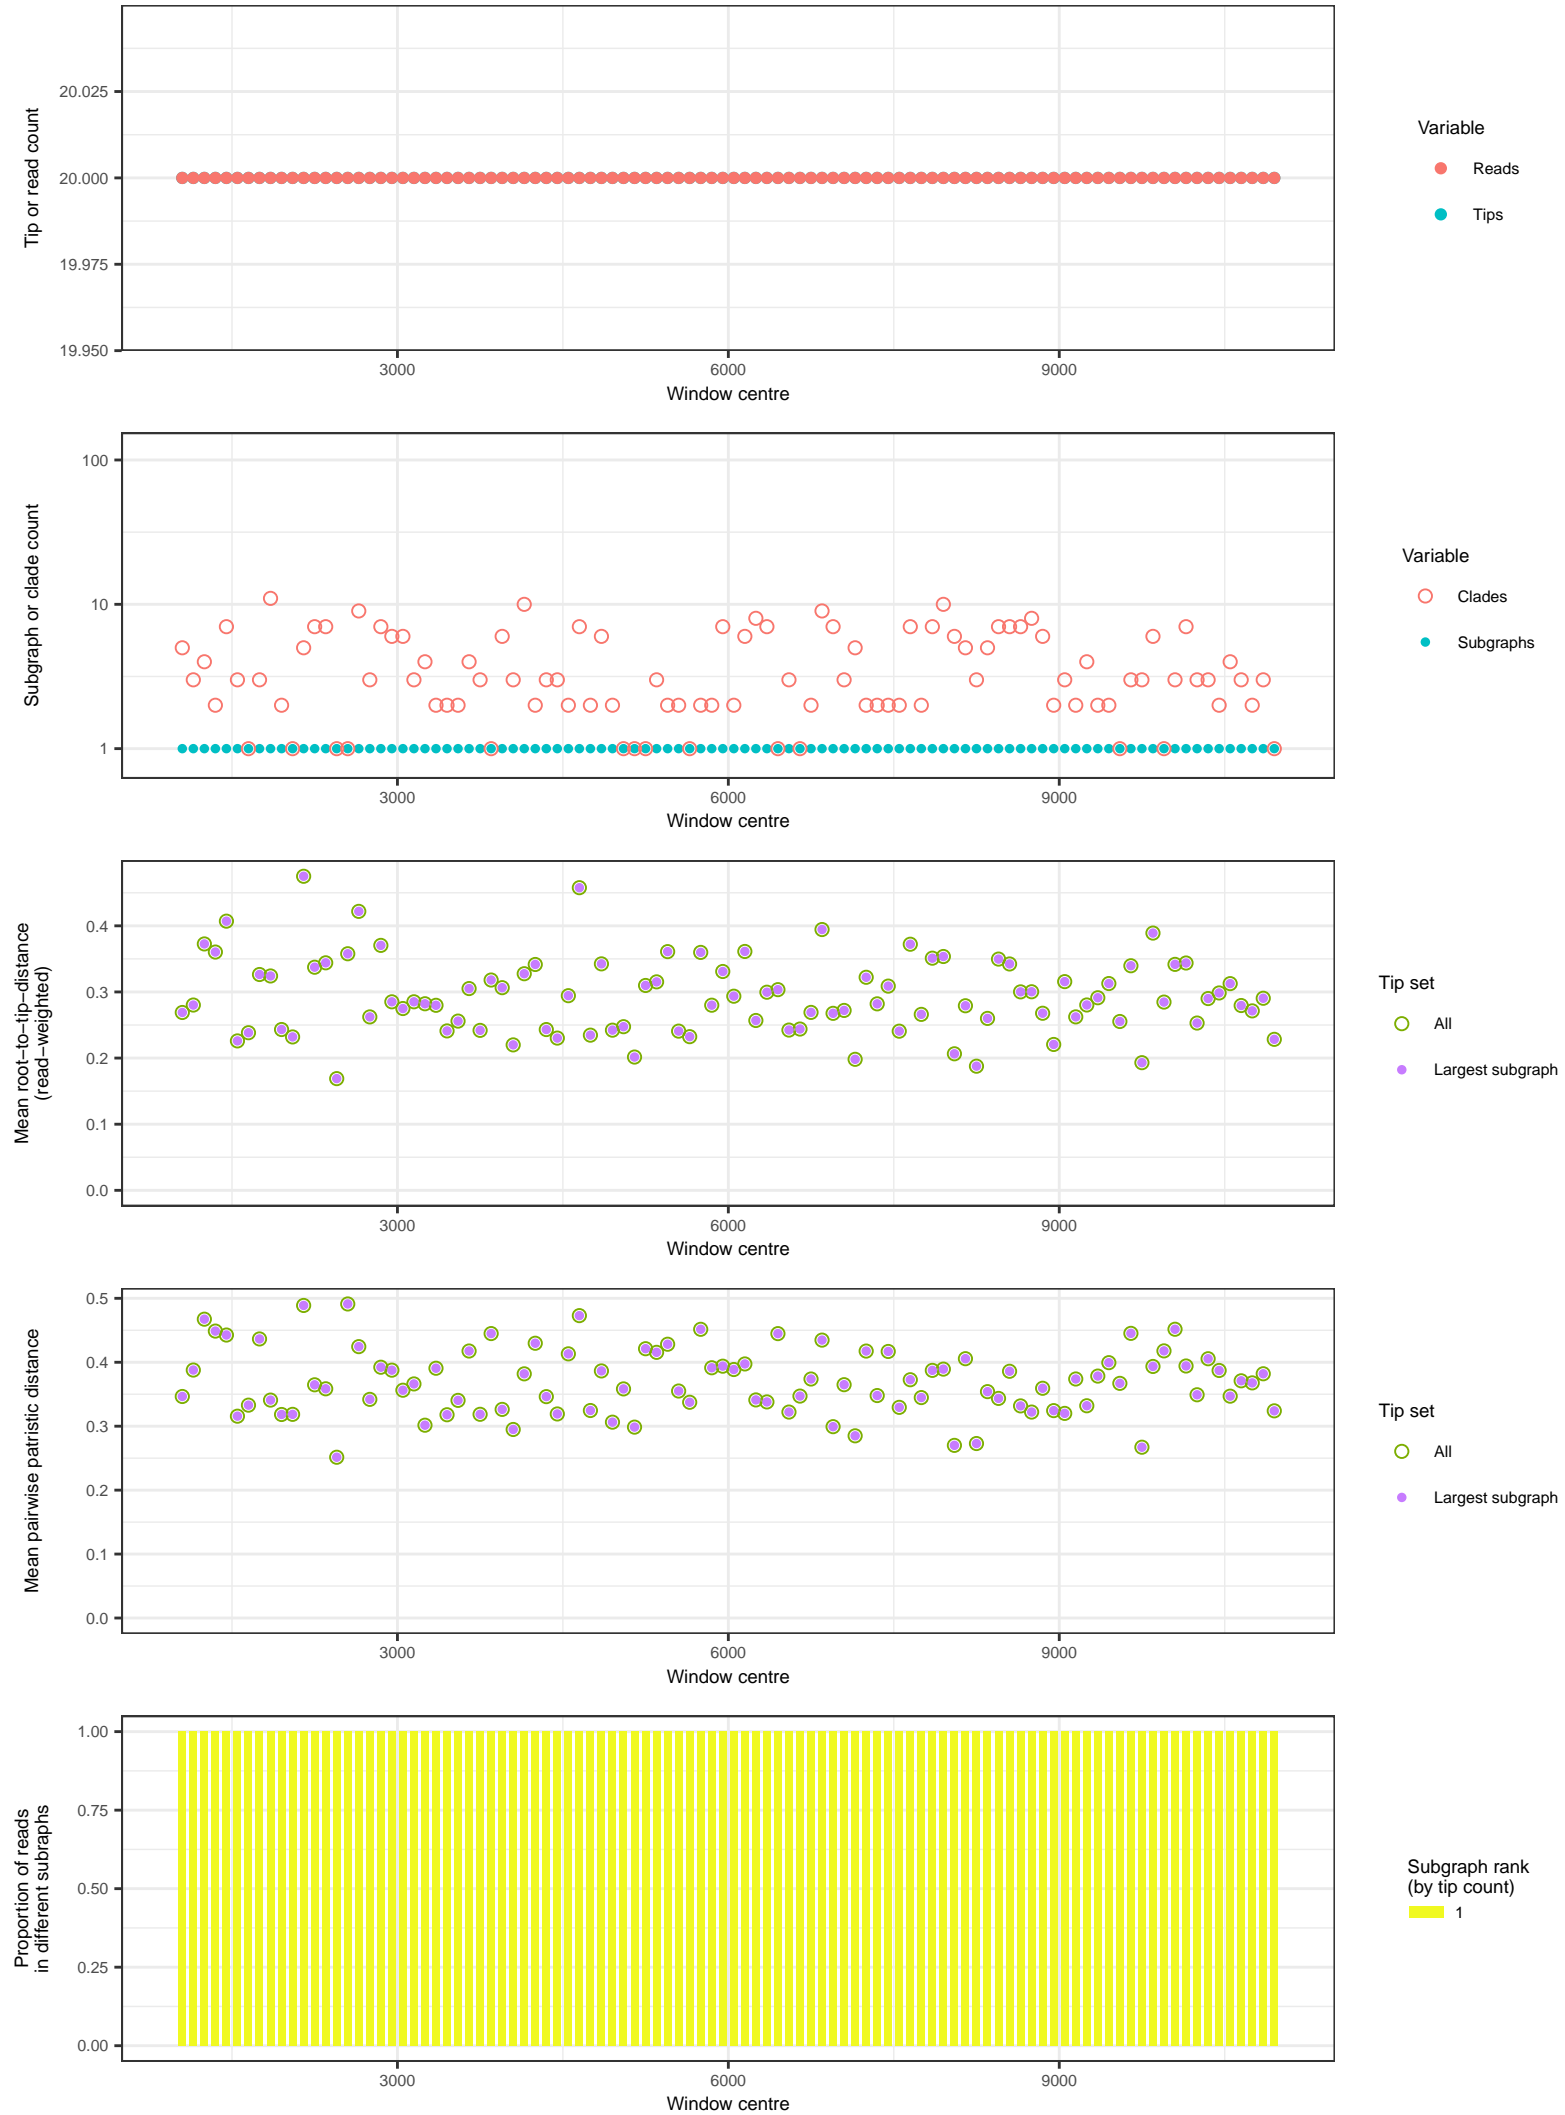 Tip or read count
20.025
20.000
19.975
19.950
3000
6000
9000
Window centre
Variable
Reads
Tips
Subgraph or clade count
100
10
1
3000
6000
9000
Window centre
Variable
Clades
Subgraphs
Mean root−to−tip−distance
(read−weighted)
0.4
0.3
0.2
0.1
0.0
3000
6000
9000
Window centre
Tip set
All
Largest subgraph
Mean pairwise patristic distance
0.5
0.4
0.3
0.2
0.1
0.0
3000
6000
9000
Window centre
Tip set
All
Largest subgraph
Proportion of reads
in different subraphs
1.00
0.75
0.50
0.25
0.00
3000
6000
9000
Window centre
Subgraph rank
(by tip count)
1